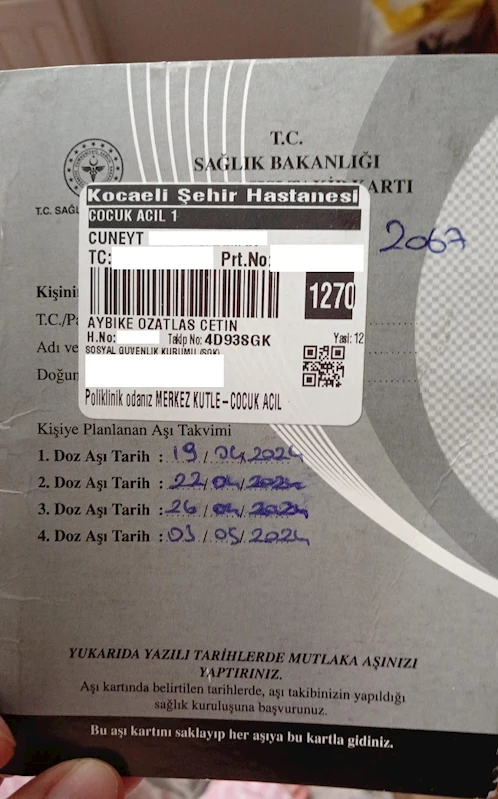 T.C.
SAĞLIK BAKANLIĞI
KARTI
T.C. SAĞL
2067
Kocaeli Şehir Hastanesi
COCUK ACIL 1
CUNEYT
TC: Prt.No:
1270
AYBIKE OZATLAS CETIN
H.No: Takip No: 4D93SGK Yasi: 12
SOSYAL GUVENLIK KURUMU (SGK)
Poliklinik odanız MERKEZ KUTLE-COCUK ACIL
Kişinin
T.C./Pa
Adı ve
Doğum
Kişiye Planlanan Aşı Takvimi
1. Doz Aşı Tarih : 19/04/2024
2. Doz Aşı Tarih : 22/04/2024
3. Doz Aşı Tarih : 26/04/2024
4. Doz Aşı Tarih : 03/05/2024
YUKARIDA YAZILI TARİHLERDE MUTLAKA AŞINIZI
YAPTIRINIZ.
Aşı kartında belirtilen tarihlerde, aşı takibinizin yapıldığı
sağlık kuruluşuna başvurunuz.
Bu aşı kartını saklayıp her aşıya bu kartla gidiniz.